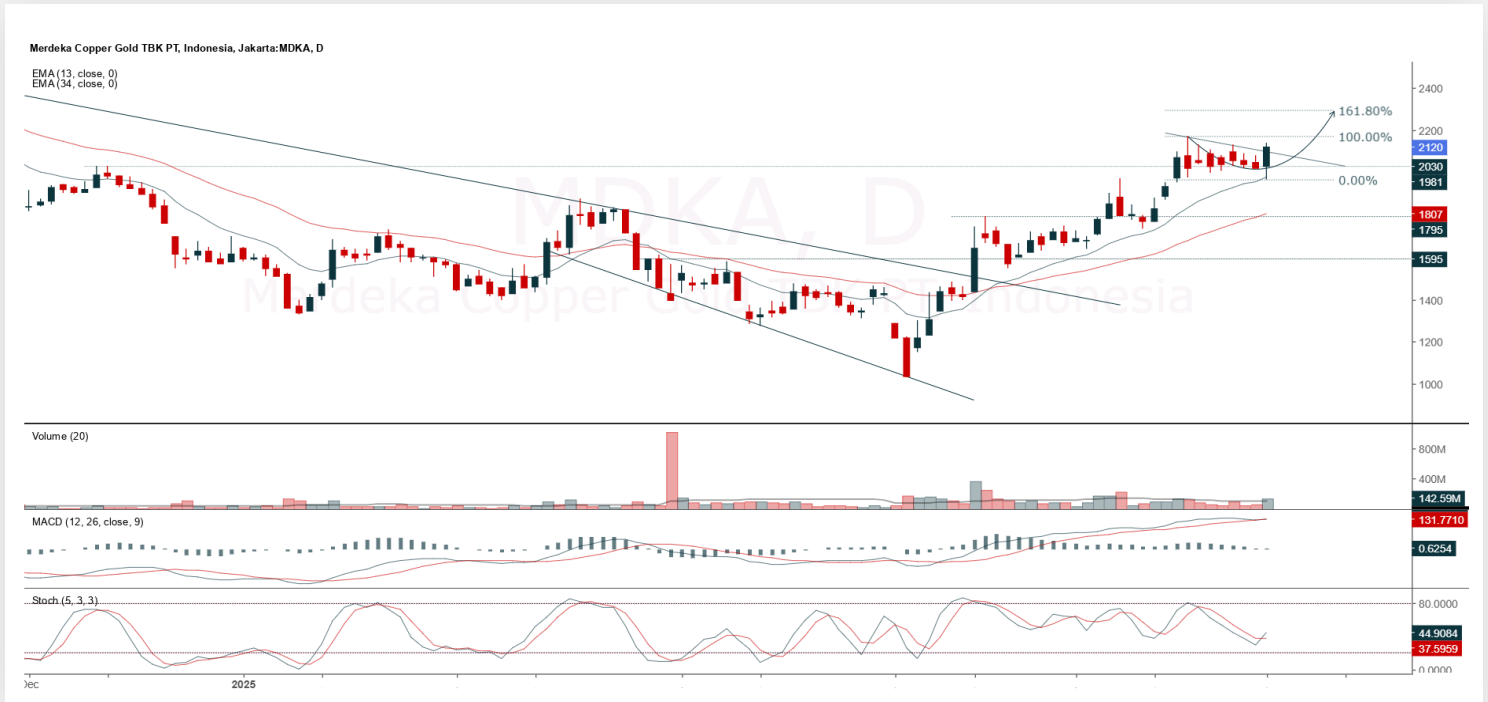 Merdeka Copper Gold TBK PT, Indonesia, Jakarta:MDKA, D
EMA (13, close, 0)
EMA (34, close, 0)
MDKA, D
Merdeka Copper Gold TBK PT, Indonesia
161.80%
100.00%
0.00%
2400
2200
2120
2030
1981
1807
1795
1595
1400
1200
1000
Volume (20)
800M
400M
142.59M
MACD (12, 26, close, 9)
131.7710
0.6254
Stoch (5, 3, 3)
80.0000
44.9084
37.5959
0.0000
Dec
2025